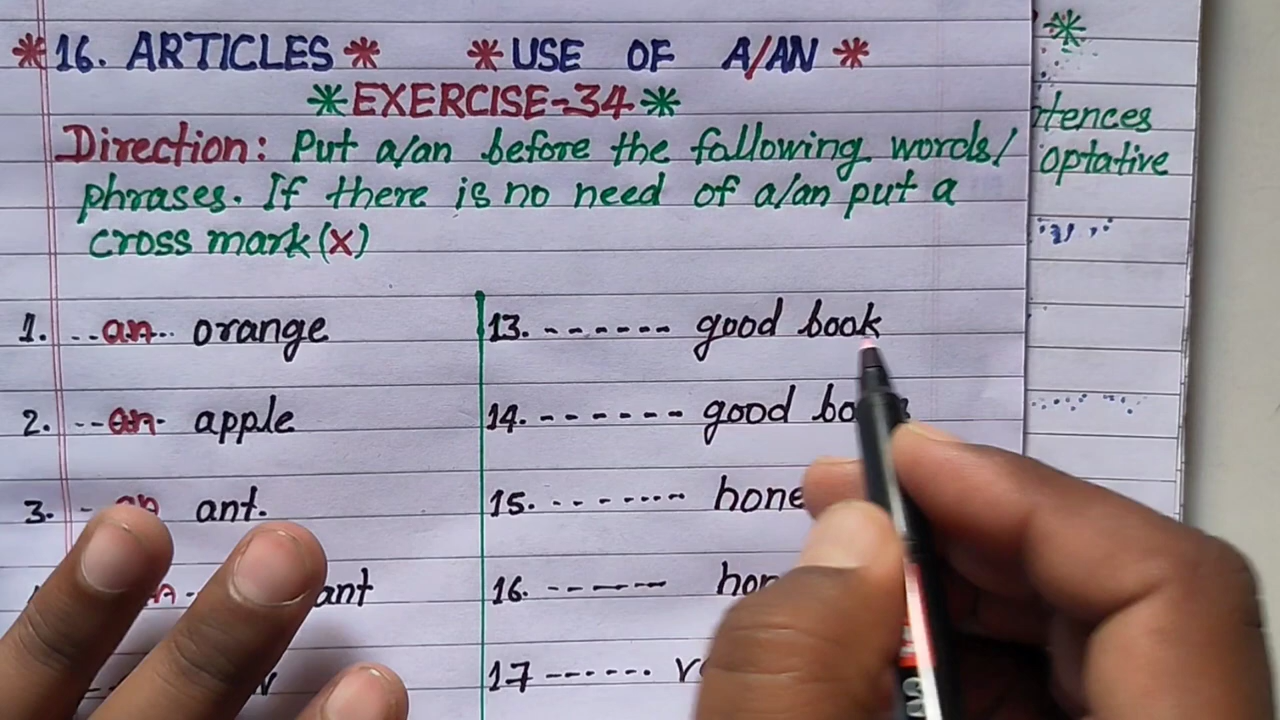 *16. ARTICLES* *USE OF A/AN*
*EXERCISE-34*
Direction: Put a/an before the following words/
phrases. If there is no need of a/an put a
cross mark (x)
1. --an-- orange
2. --an- apple
3. - an ant.
13. ------ good book
14. ------- good
15. ------- 
16. ------
17 ------
rtences
optative